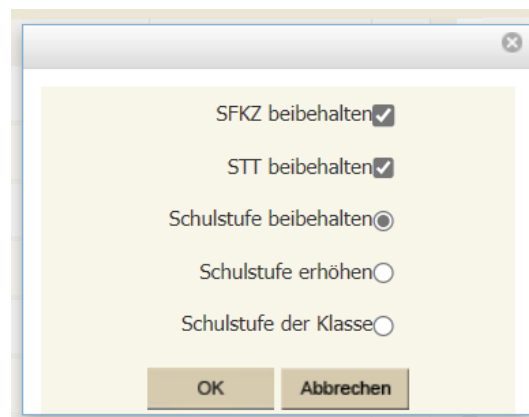 SFKZ beibehalten
STT beibehalten
Schulstufe beibehalten
Schulstufe erhöhen
Schulstufe der Klasse
OK Abbrechen